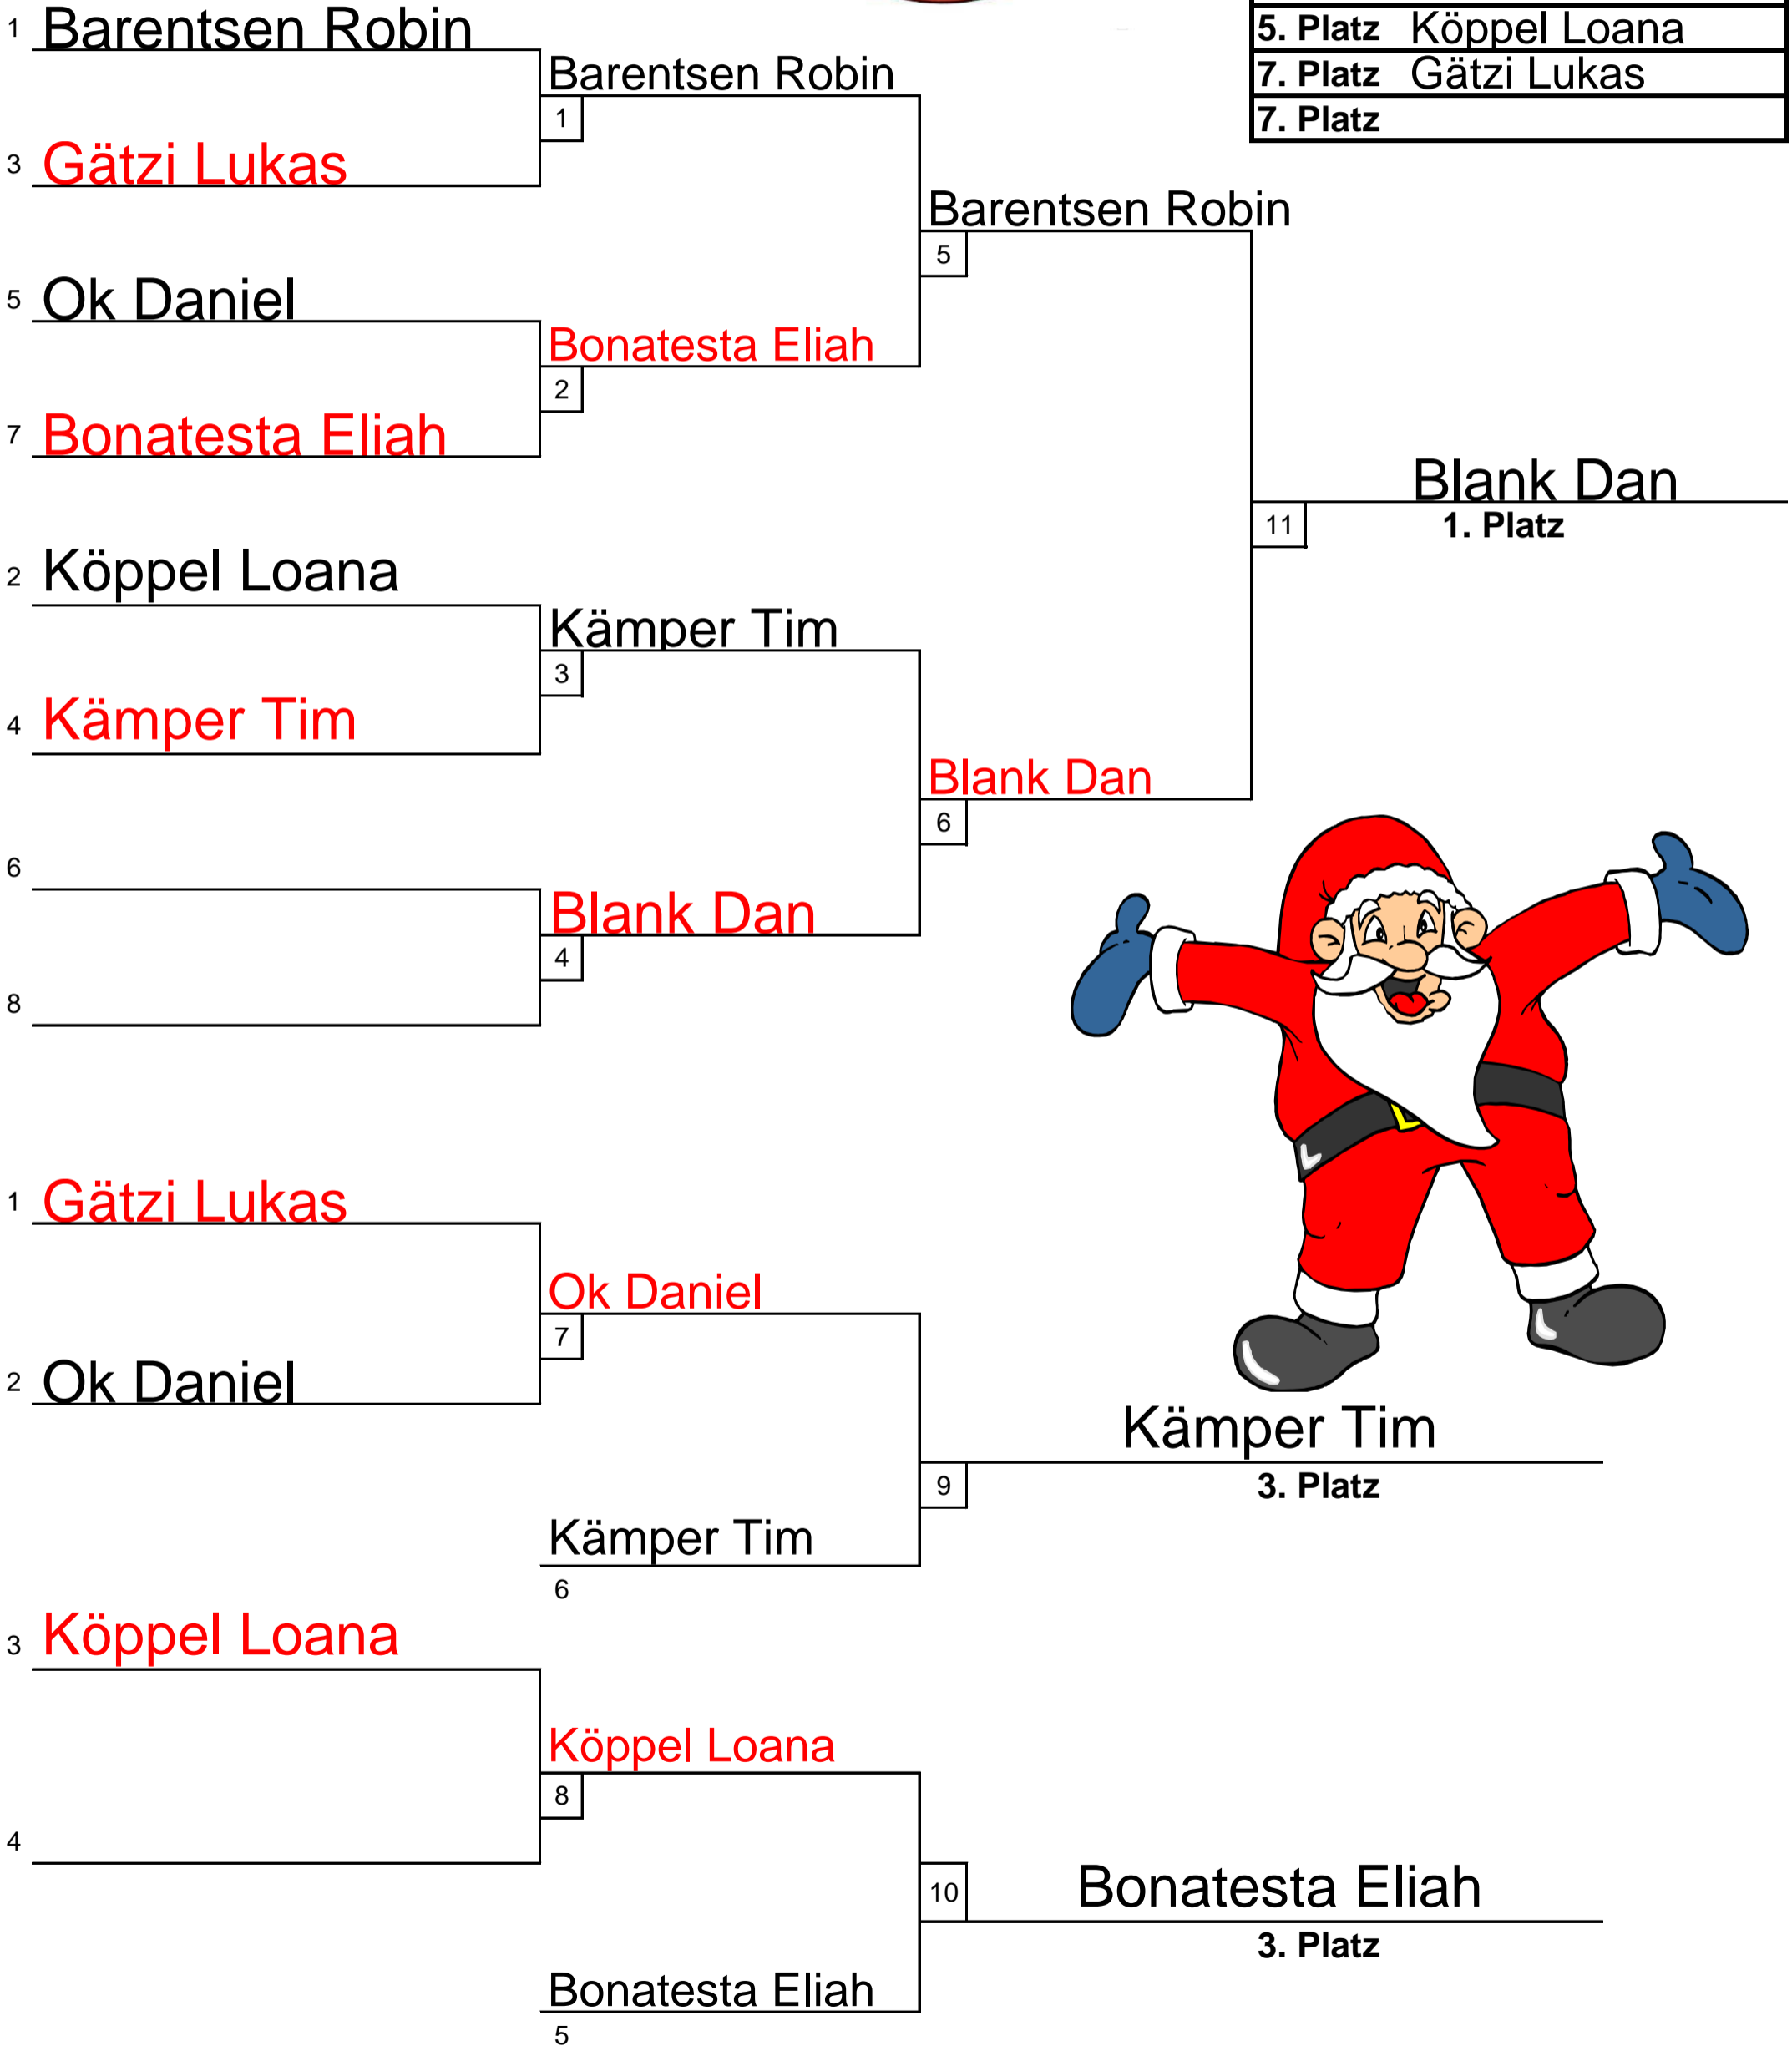 1 Barentsen Robin
5. Platz Köppel Loana
Barentsen Robin
7. Platz Gätzi Lukas
1
7. Platz
3 Gätzi Lukas
Barentsen Robin
5
5 Ok Daniel
Bonatesta Eliah
2
7 Bonatesta Eliah
Blank Dan
11 1. Platz
2 Köppel Loana
Kämper Tim
3
4 Kämper Tim
Blank Dan
6
6
Blank Dan
4
8
1 Gätzi Lukas
Ok Daniel
7
2 Ok Daniel
Kämper Tim
9 3. Platz
Kämper Tim
6
3 Köppel Loana
Köppel Loana
8
4
10 Bonatesta Eliah
3. Platz
Bonatesta Eliah
5